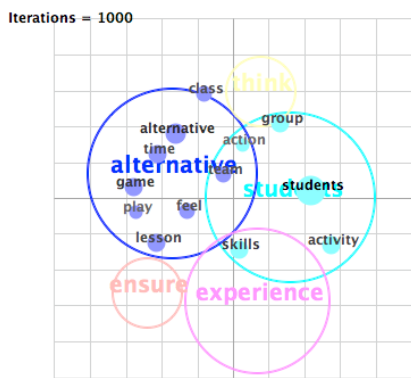 Iterations = 1000
class
think
group
alternative
action
time
alternative
team
game
students
students
play
feel
lesson
skills
activity
ensure
experience